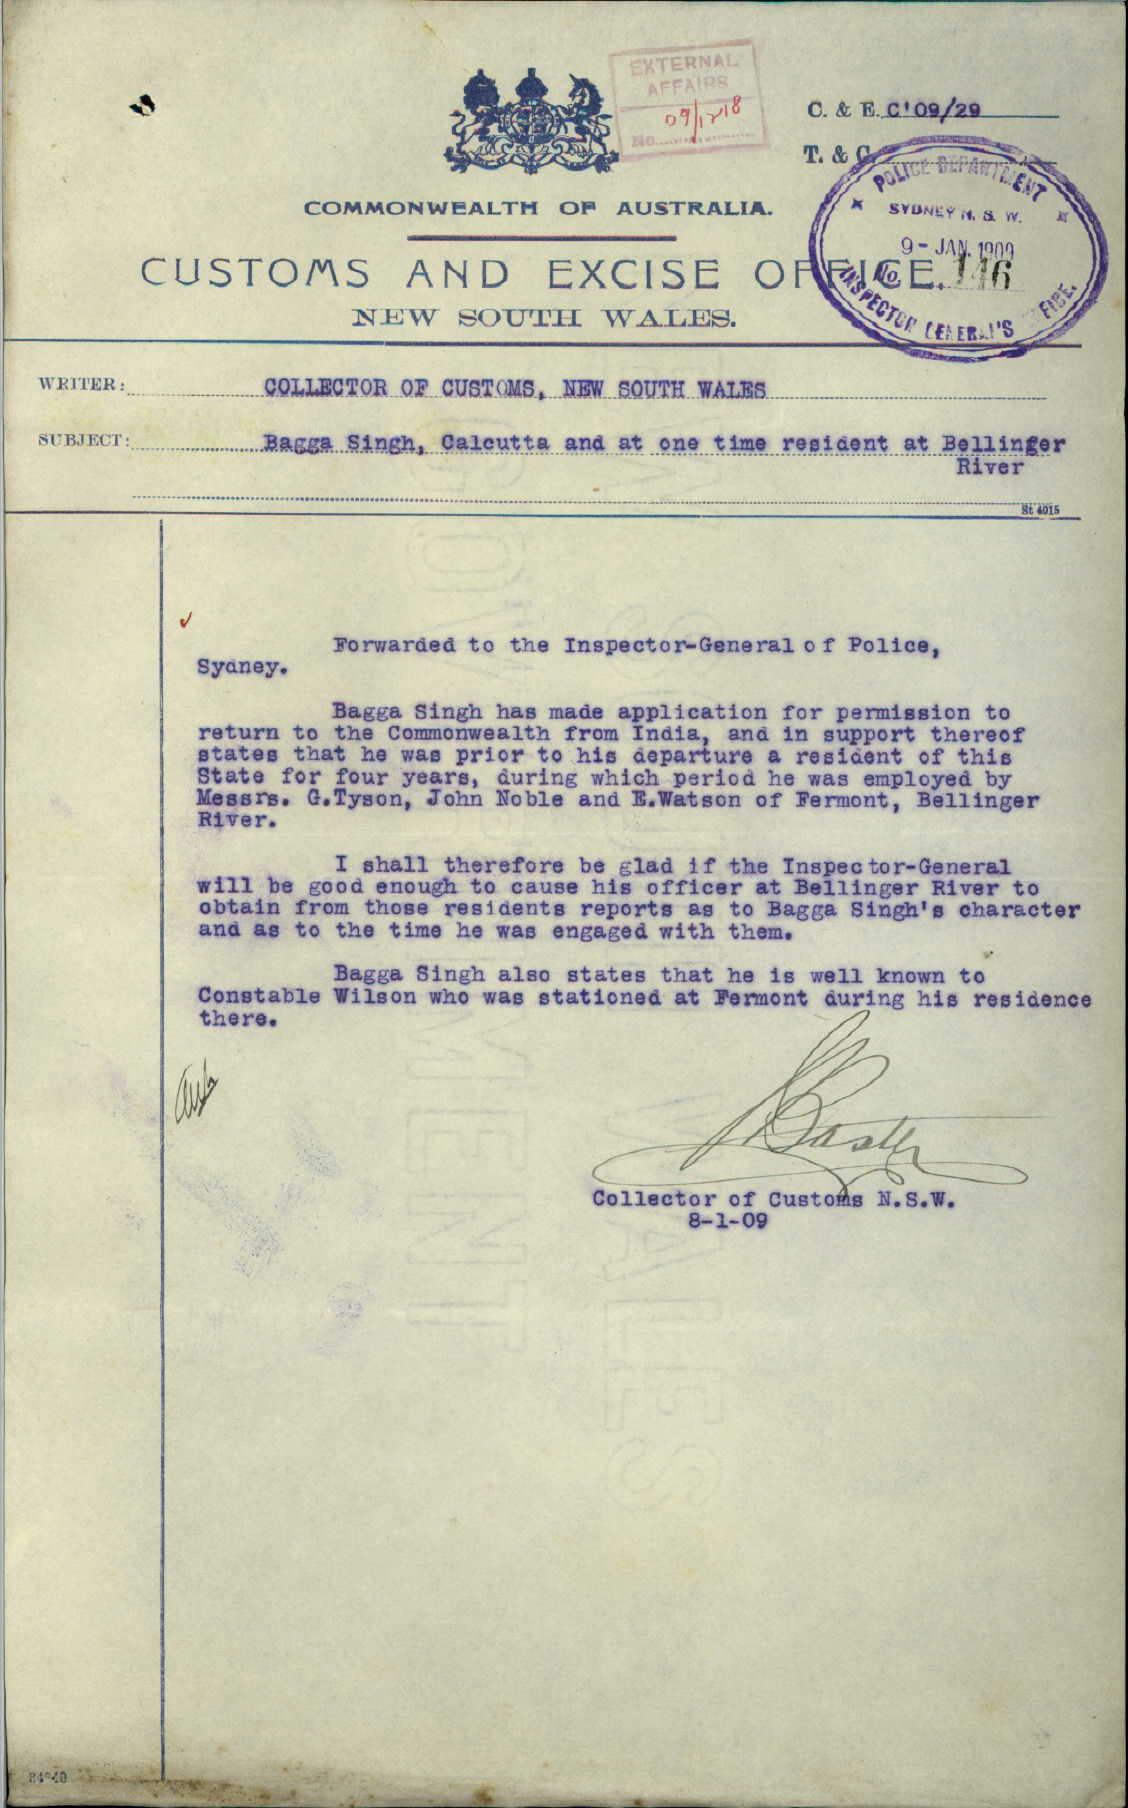 EXTERNAL
AFFAIRS
No. 09/1218
C. & E. C'09/29
T. & C.
POLICE DEPARTMENT
SYDNEY N. S. W.
9 - JAN. 1909
No. 146
INSPECTOR GENERAL'S OFFICE.
COMMONWEALTH OF AUSTRALIA.
CUSTOMS AND EXCISE OFFICE.
NEW SOUTH WALES.
WRITER: COLLECTOR OF CUSTOMS, NEW SOUTH WALES
SUBJECT: Bagga Singh, Calcutta and at one time resident at Bellinger
River
St 4015
Forwarded to the Inspector-General of Police,
Sydney.
Bagga Singh has made application for permission to
return to the Commonwealth from India, and in support thereof
states that he was prior to his departure a resident of this
State for four years, during which period he was employed by
Messrs. G.Tyson, John Noble and E.Watson of Fermont, Bellinger
River.
I shall therefore be glad if the Inspector-General
will be good enough to cause his officer at Bellinger River to
obtain from those residents reports as to Bagga Singh's character
and as to the time he was engaged with them.
Bagga Singh also states that he is well known to
Constable Wilson who was stationed at Fermont during his residence
there.
Collector of Customs N.S.W.
8-1-09